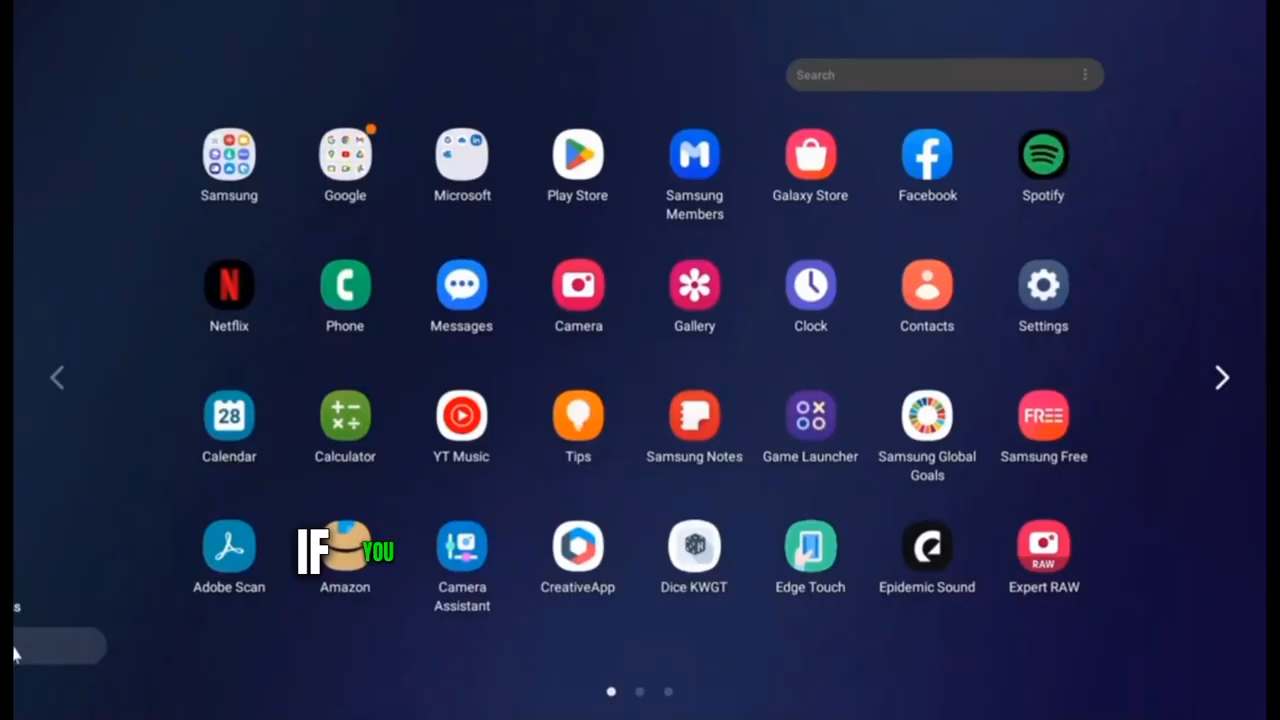 Search
Samsung
Google
Microsoft
Play Store
Samsung
Members
Galaxy Store
Facebook
Spotify
N
Netflix
Phone
Messages
Camera
Gallery
Clock
Contacts
Settings
28
Calendar
Calculator
YT Music
Tips
Samsung Notes
Game Launcher
Samsung Global
Goals
FREE
Samsung Free
Adobe Scan
IF YOU
Amazon
Camera
Assistant
CreativeApp
Dice KWGT
Edge Touch
Epidemic Sound
RAW
Expert RAW
s